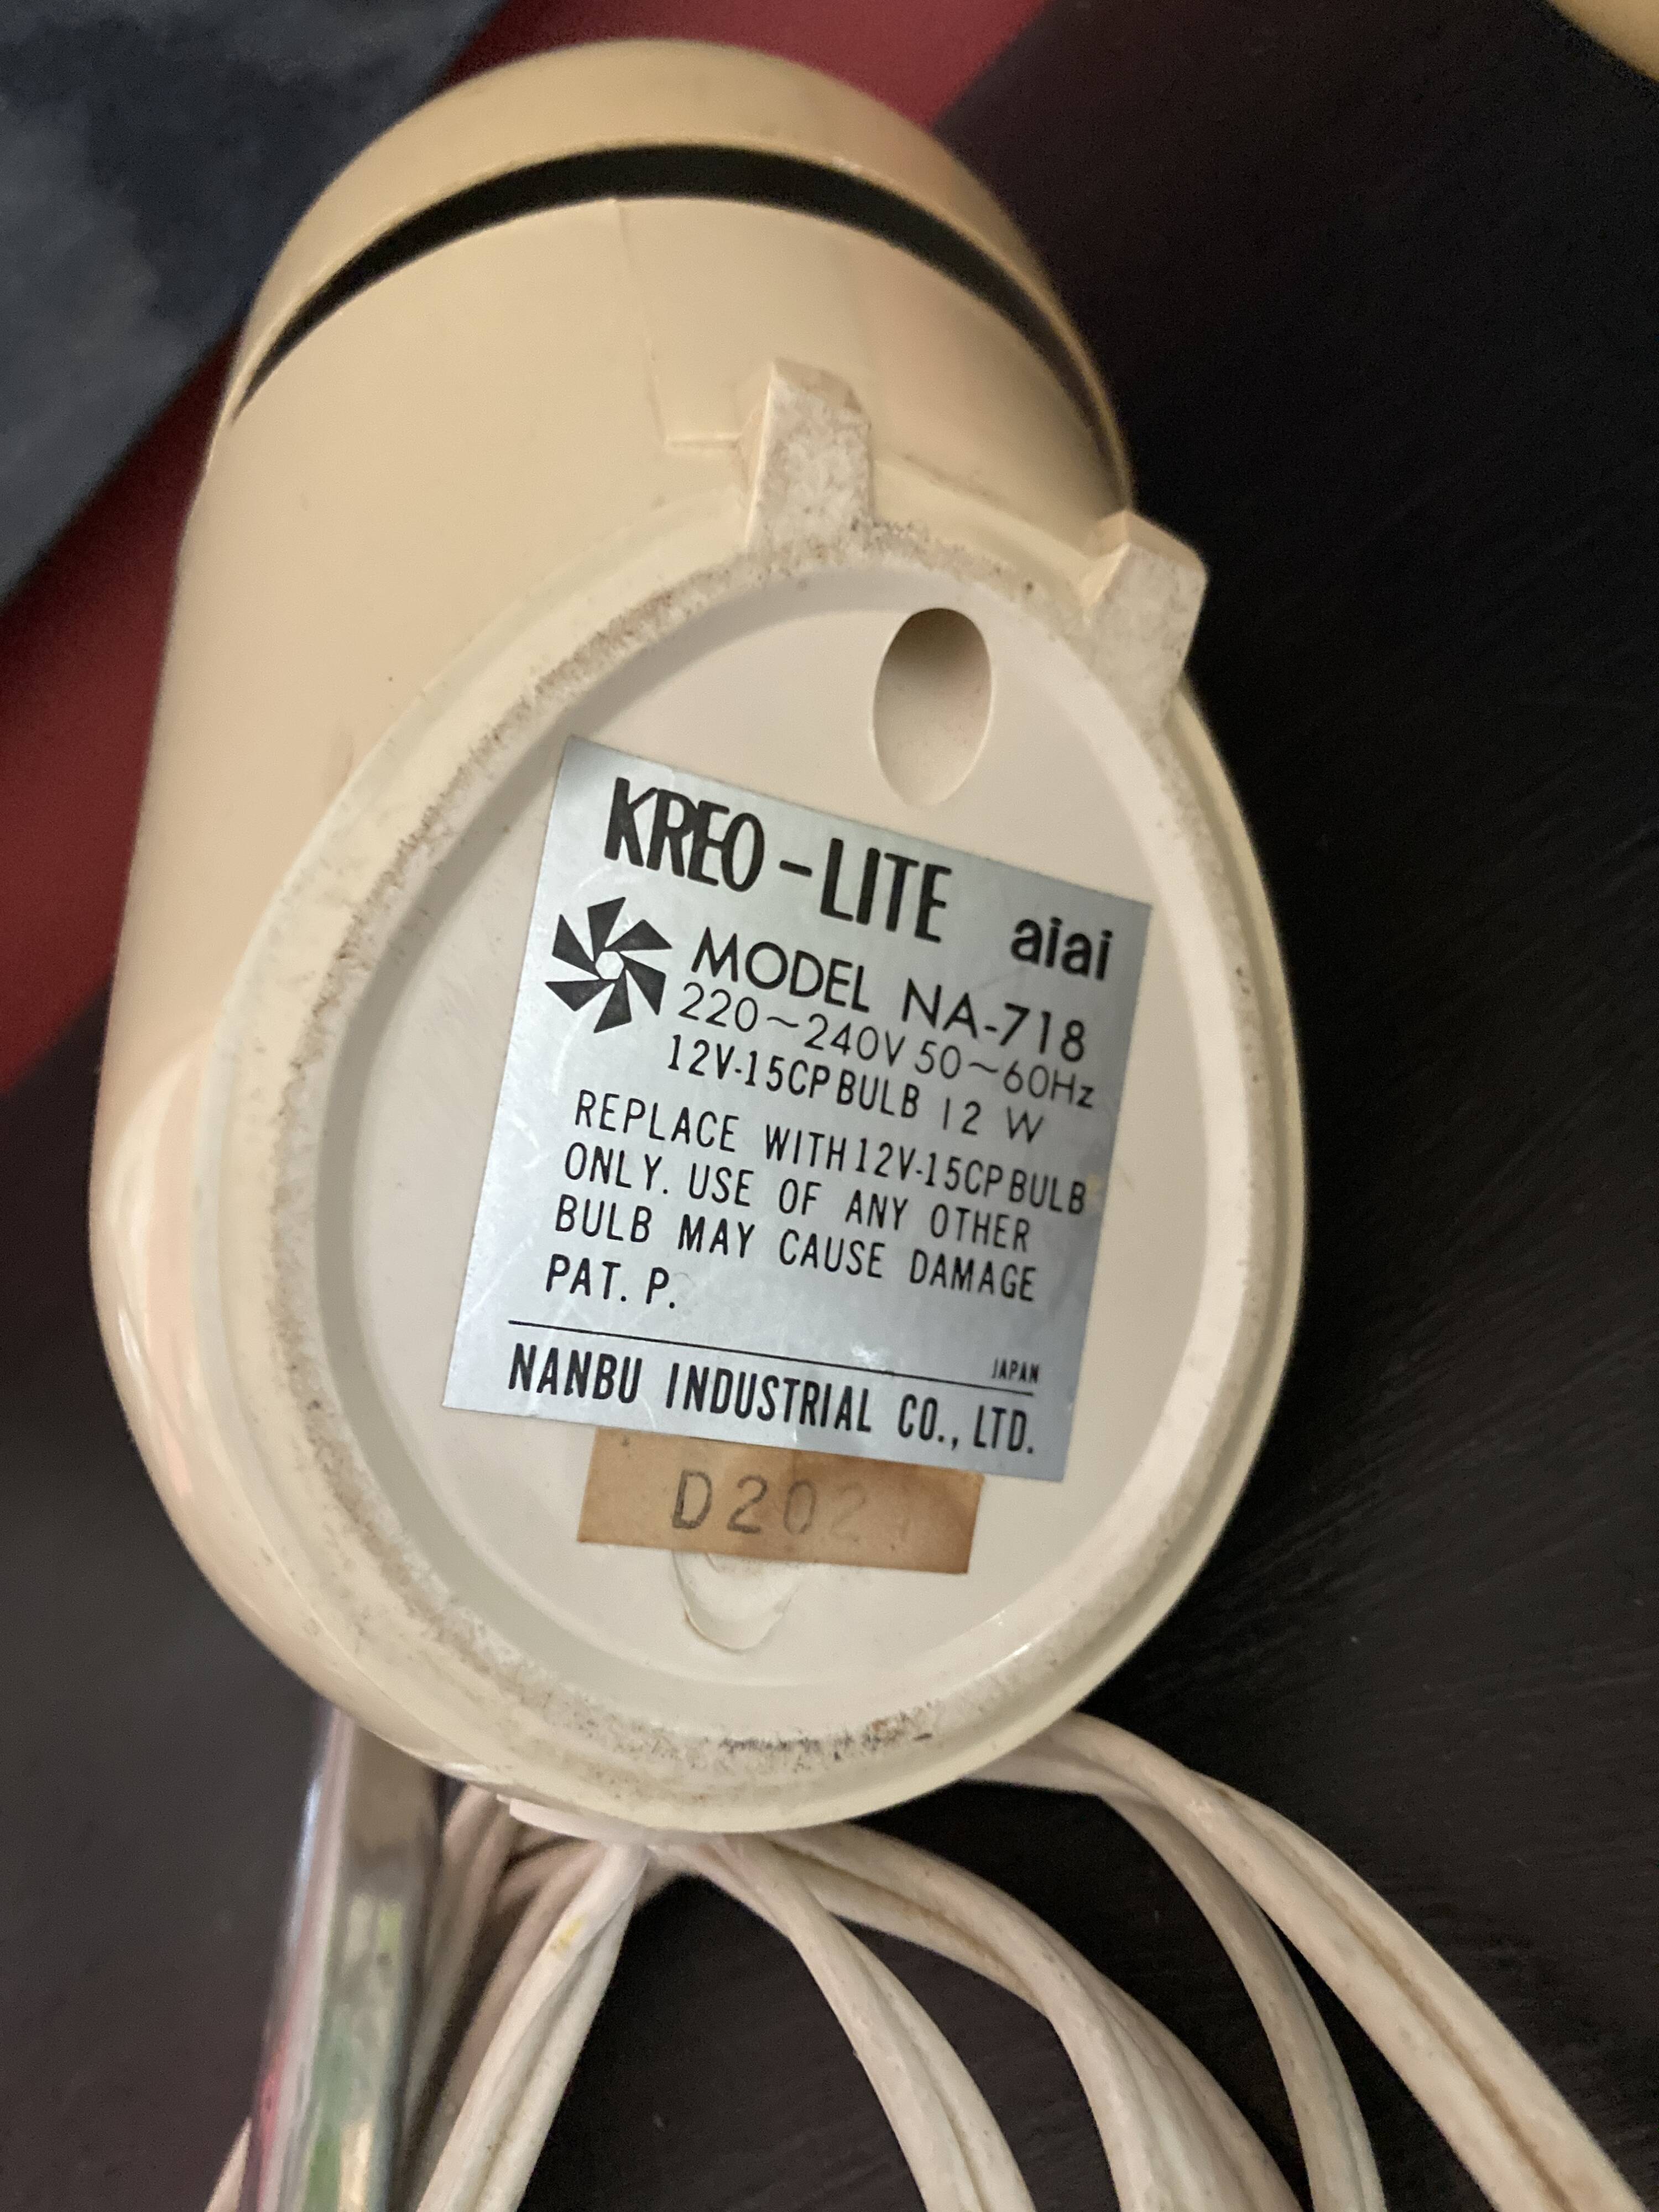 KREO-LITE aiai
MODEL NA-718
220~240V 50~60Hz
12V-15CP BULB 12 W
REPLACE WITH 12V-15CP BULB
ONLY. USE OF ANY OTHER
BULB MAY CAUSE DAMAGE
PAT. P.
JAPAN
NANBU INDUSTRIAL CO., LTD.